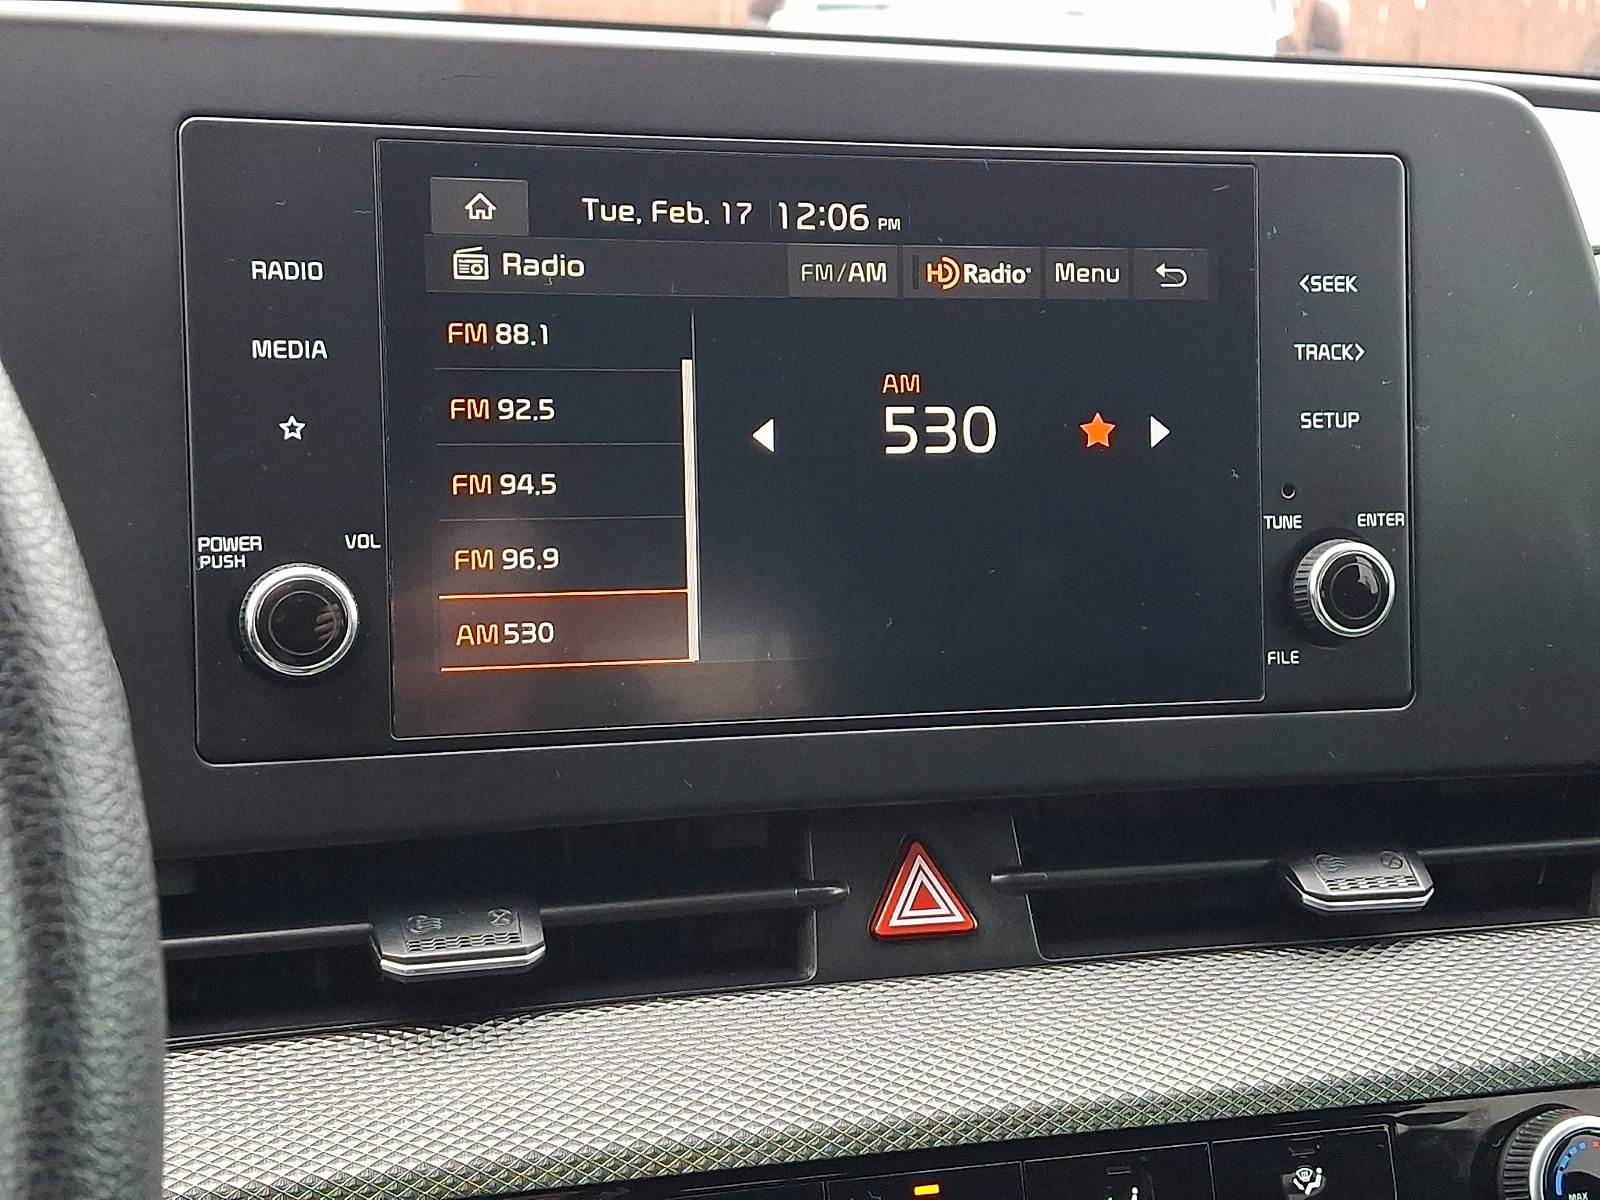 Tue, Feb. 17 12:06 PM
Radio FM/AM HD Radio Menu
RADIO
MEDIA
POWER PUSH
VOL
FM 88.1
FM 92.5
FM 94.5
FM 96.9
AM 530
AM
530
<SEEK
TRACK>
SETUP
TUNE
ENTER
FILE
MAX